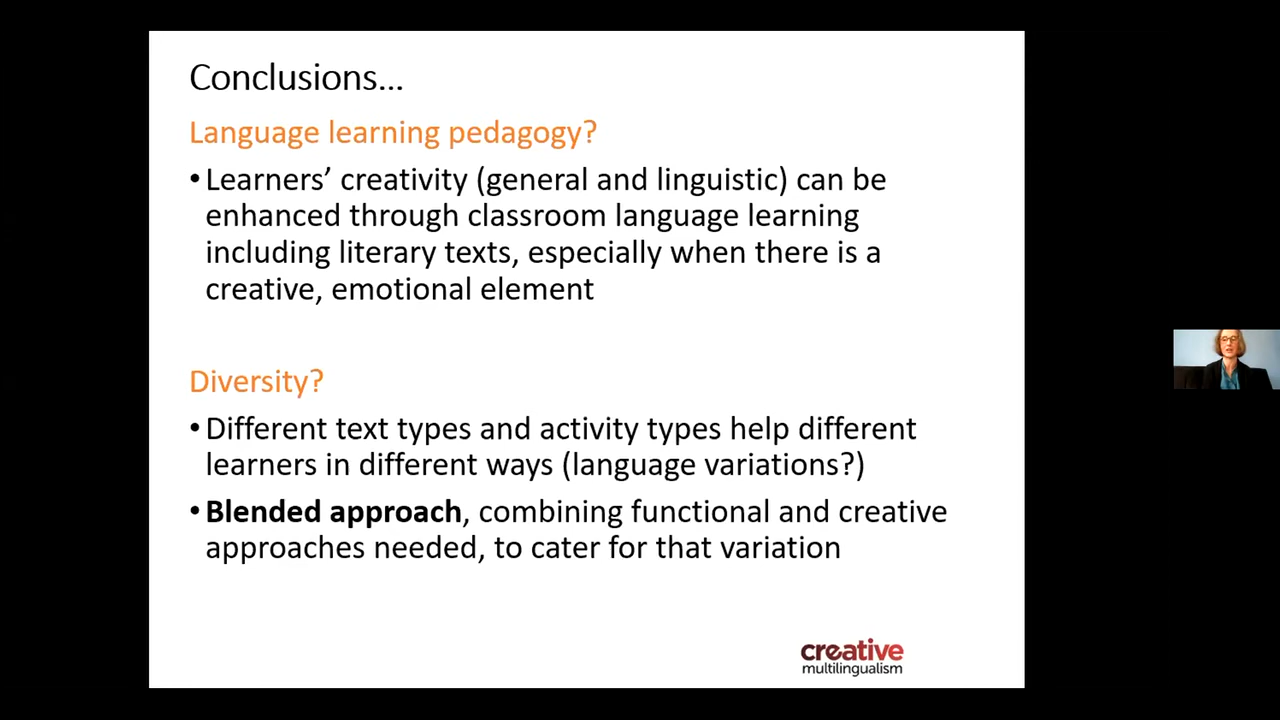 Conclusions...
Language learning pedagogy?
• Learners’ creativity (general and linguistic) can be
enhanced through classroom language learning
including literary texts, especially when there is a
creative, emotional element
Diversity?
• Different text types and activity types help different
learners in different ways (language variations?)
• Blended approach, combining functional and creative
approaches needed, to cater for that variation
creative
multilingualism